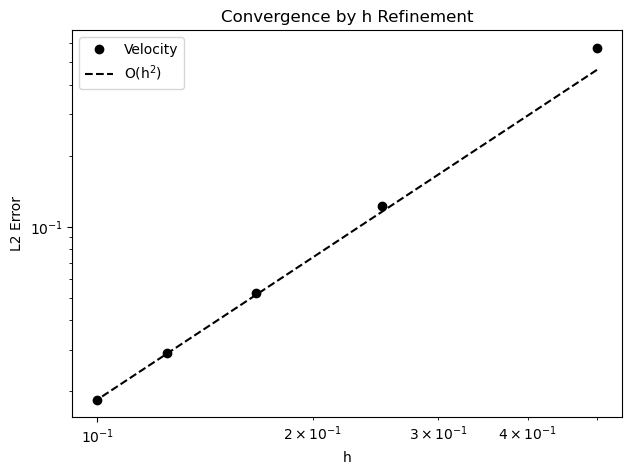 Convergence by h Refinement
Velocity
O(h²)
L2 Error
10⁻¹
10⁻¹
2 × 10⁻¹
3 × 10⁻¹
4 × 10⁻¹
h